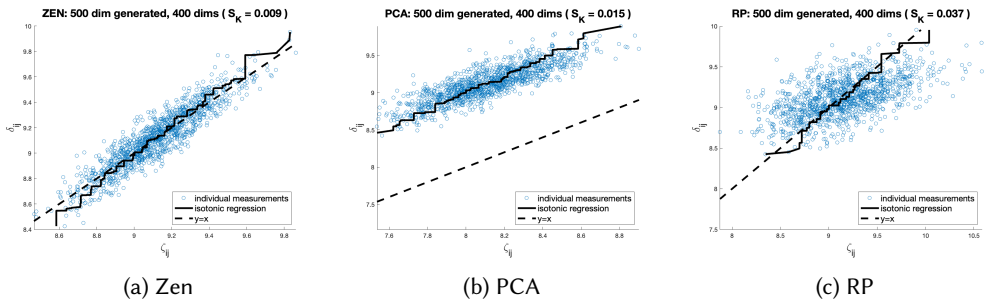 ZEN: 500 dim generated, 400 dims ( S_K = 0.009 )
10
9.8
9.6
9.4
9.2
9
8.8
8.6
8.4
δ_ij
8.6 8.8 9 9.2 9.4 9.6 9.8
ζ_ij
individual measurements
isotonic regression
y=x
(a) Zen
PCA: 500 dim generated, 400 dims ( S_K = 0.015 )
9.5
9
8.5
8
7.5
δ_ij
7.6 7.8 8 8.2 8.4 8.6 8.8
ζ_ij
individual measurements
isotonic regression
y=x
(b) PCA
RP: 500 dim generated, 400 dims ( S_K = 0.037 )
10
9.5
9
8.5
8
δ_ij
8 8.5 9 9.5 10 10.5
ζ_ij
individual measurements
isotonic regression
y=x
(c) RP